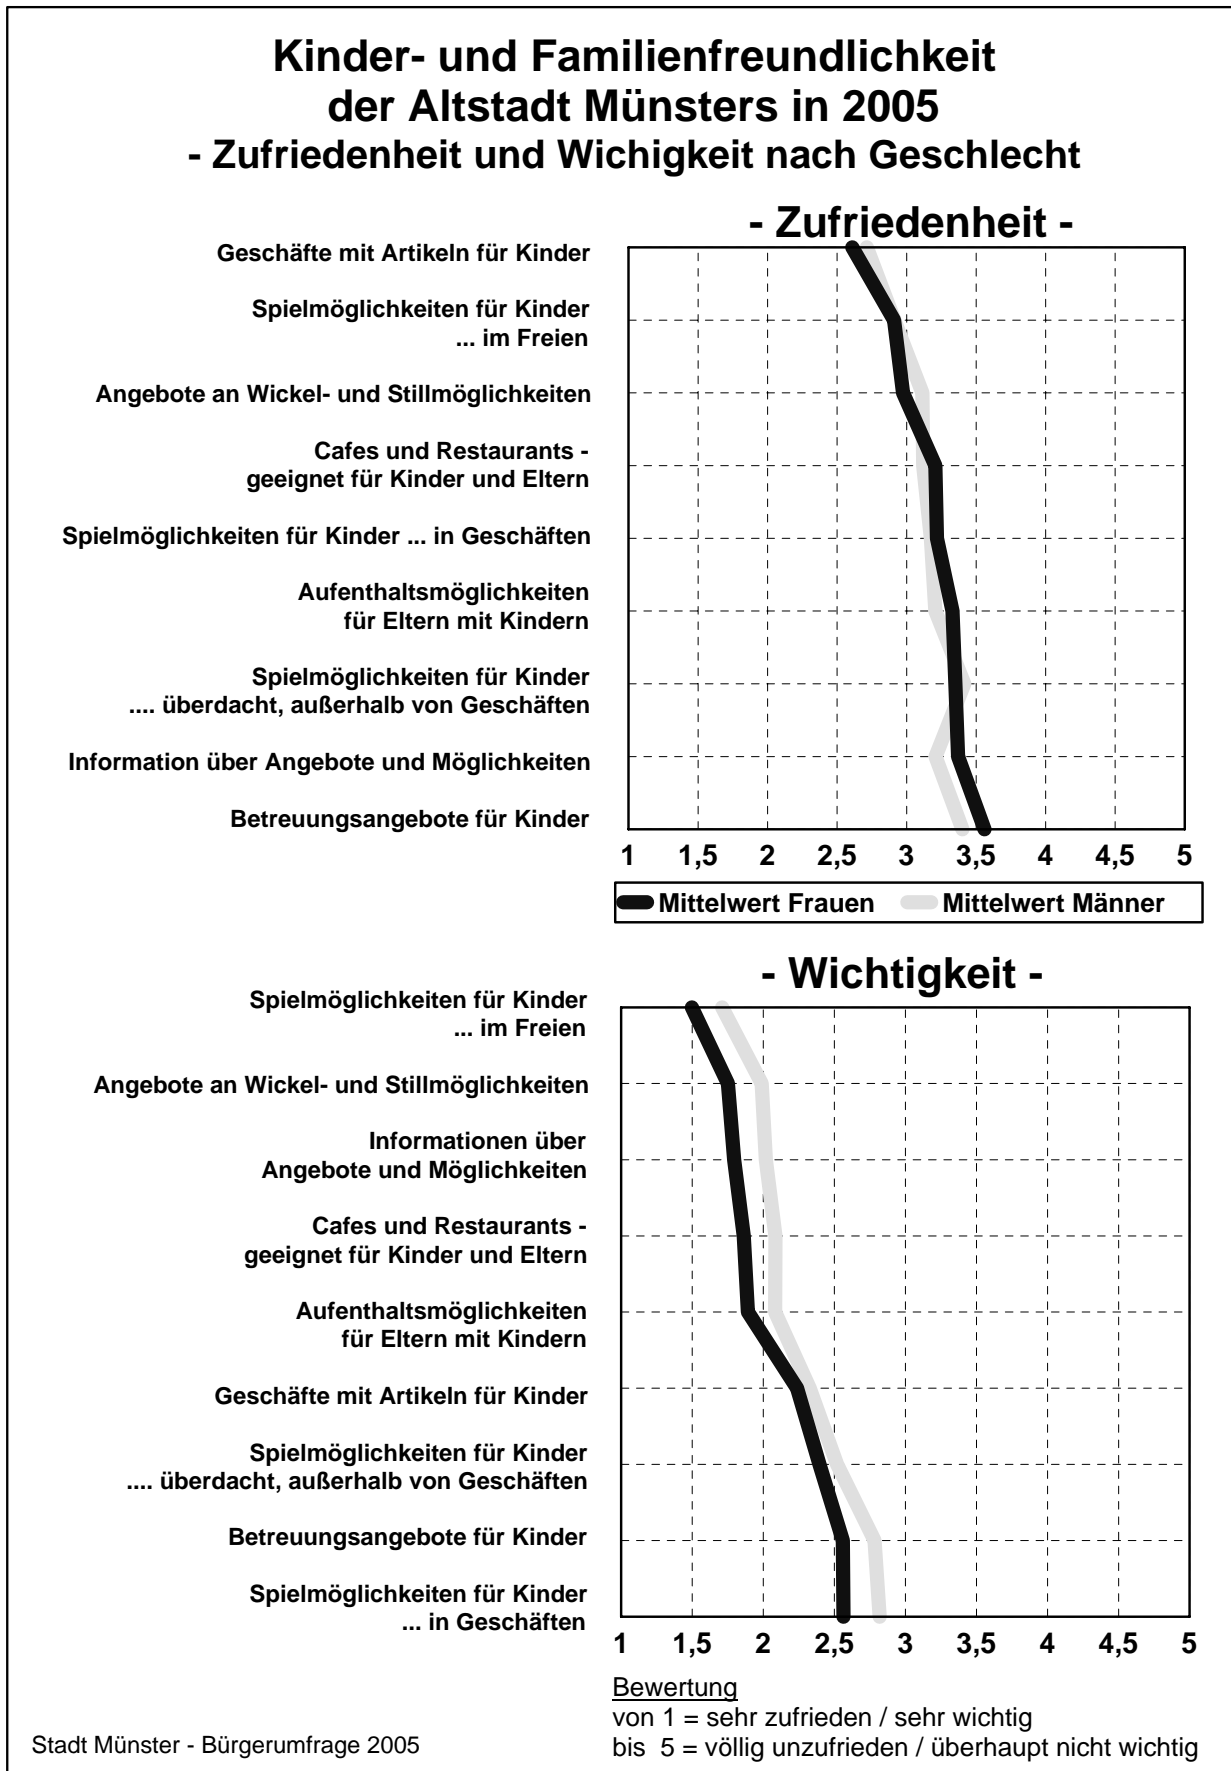 Kinder- und Familienfreundlichkeit
der Altstadt Münsters in 2005
- Zufriedenheit und Wichigkeit nach Geschlecht
- Zufriedenheit -
Geschäfte mit Artikeln für Kinder
Spielmöglichkeiten für Kinder
... im Freien
Angebote an Wickel- und Stillmöglichkeiten
Cafes und Restaurants -
geeignet für Kinder und Eltern
Spielmöglichkeiten für Kinder ... in Geschäften
Aufenthaltsmöglichkeiten
für Eltern mit Kindern
Spielmöglichkeiten für Kinder
.... überdacht, außerhalb von Geschäften
Information über Angebote und Möglichkeiten
Betreuungsangebote für Kinder
1 1,5 2 2,5 3 3,5 4 4,5 5
Mittelwert Frauen Mittelwert Männer
- Wichtigkeit -
Spielmöglichkeiten für Kinder
... im Freien
Angebote an Wickel- und Stillmöglichkeiten
Informationen über
Angebote und Möglichkeiten
Cafes und Restaurants -
geeignet für Kinder und Eltern
Aufenthaltsmöglichkeiten
für Eltern mit Kindern
Geschäfte mit Artikeln für Kinder
Spielmöglichkeiten für Kinder
.... überdacht, außerhalb von Geschäften
Betreuungsangebote für Kinder
Spielmöglichkeiten für Kinder
... in Geschäften
1 1,5 2 2,5 3 3,5 4 4,5 5
Bewertung
von 1 = sehr zufrieden / sehr wichtig
bis 5 = völlig unzufrieden / überhaupt nicht wichtig
Stadt Münster - Bürgerumfrage 2005